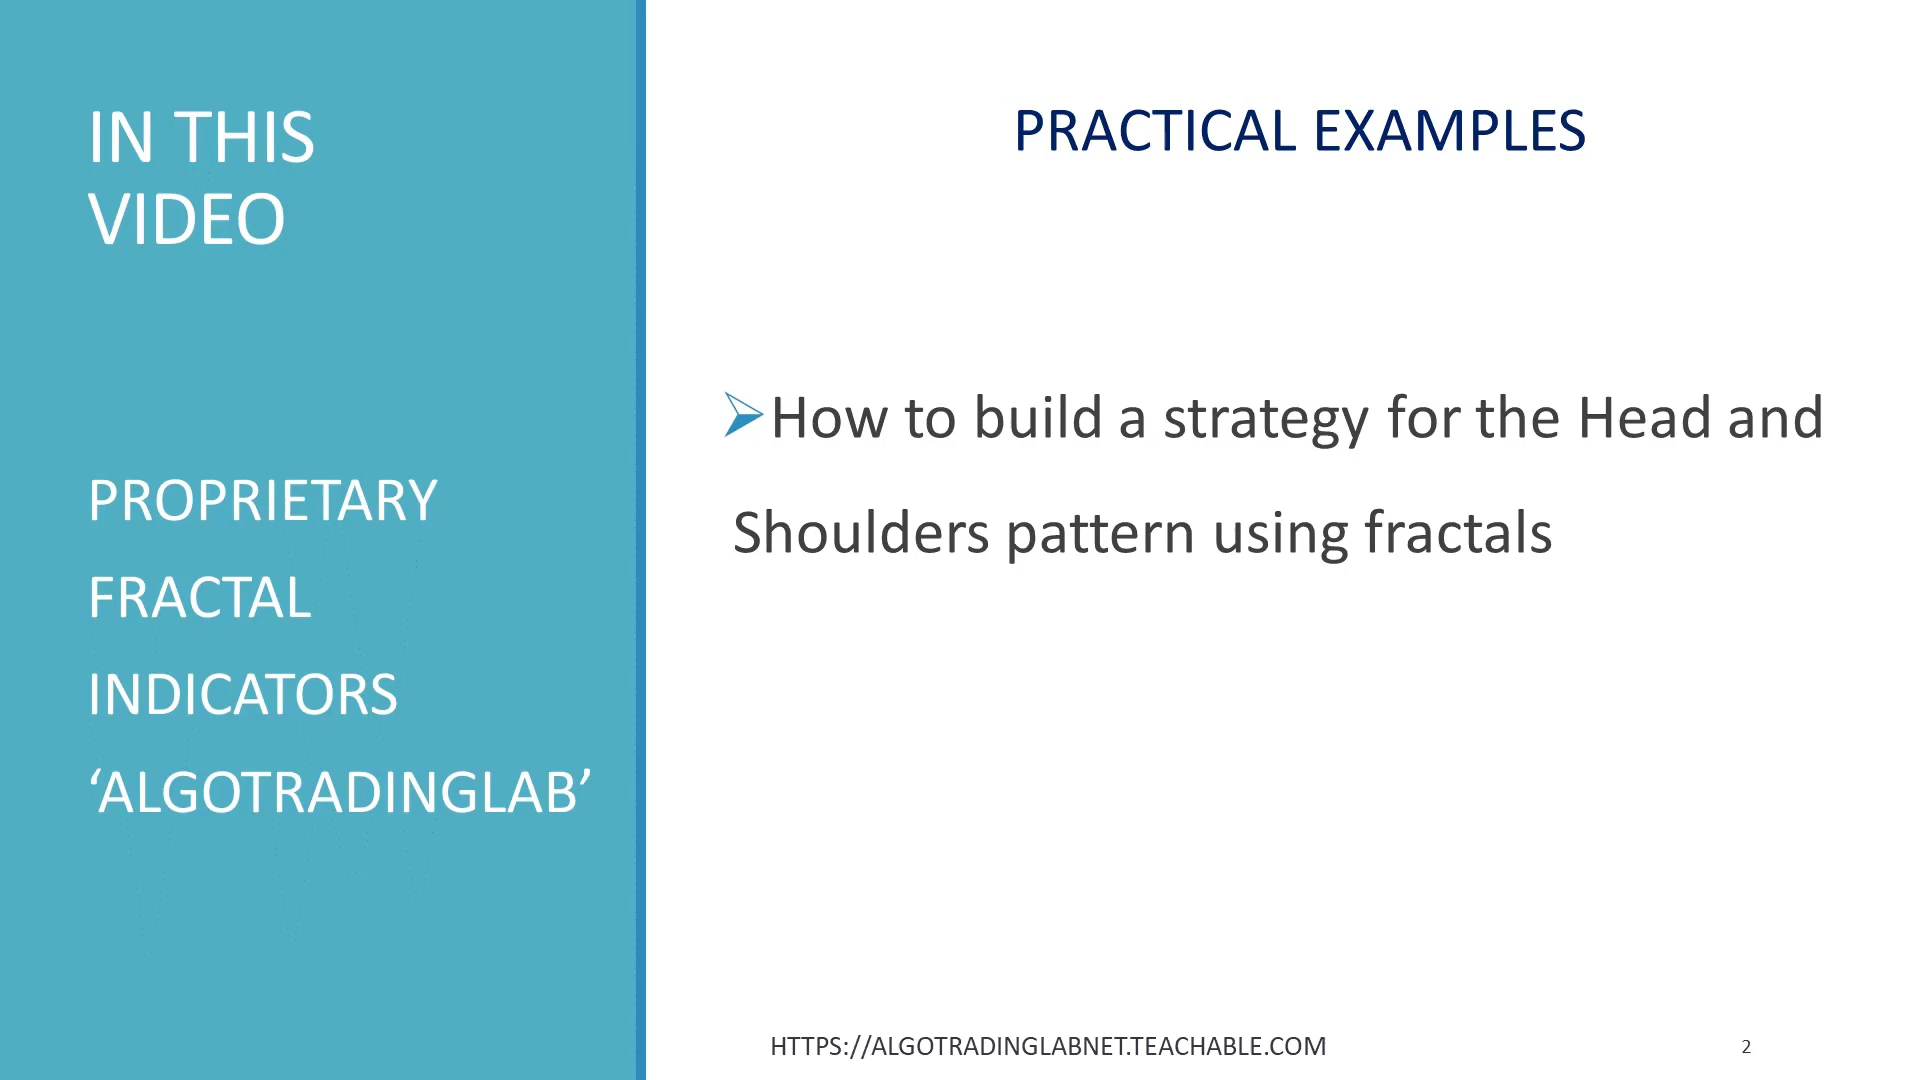 IN THIS
VIDEO
PROPRIETARY
FRACTAL
INDICATORS
‘ALGOTRADINGLAB’
PRACTICAL EXAMPLES
How to build a strategy for the Head and
Shoulders pattern using fractals
HTTPS://ALGOTRADINGLABNET.TEACHABLE.COM
2